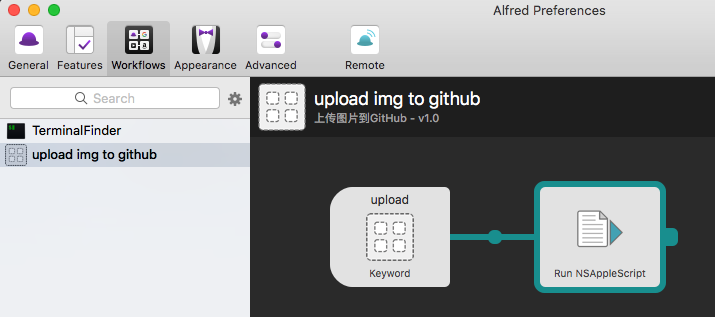 Alfred Preferences
General Features Workflows Appearance Advanced Remote
Search
TerminalFinder
upload img to github
upload img to github
上传图片到GitHub - v1.0
upload
Keyword
Run NSAppleScript